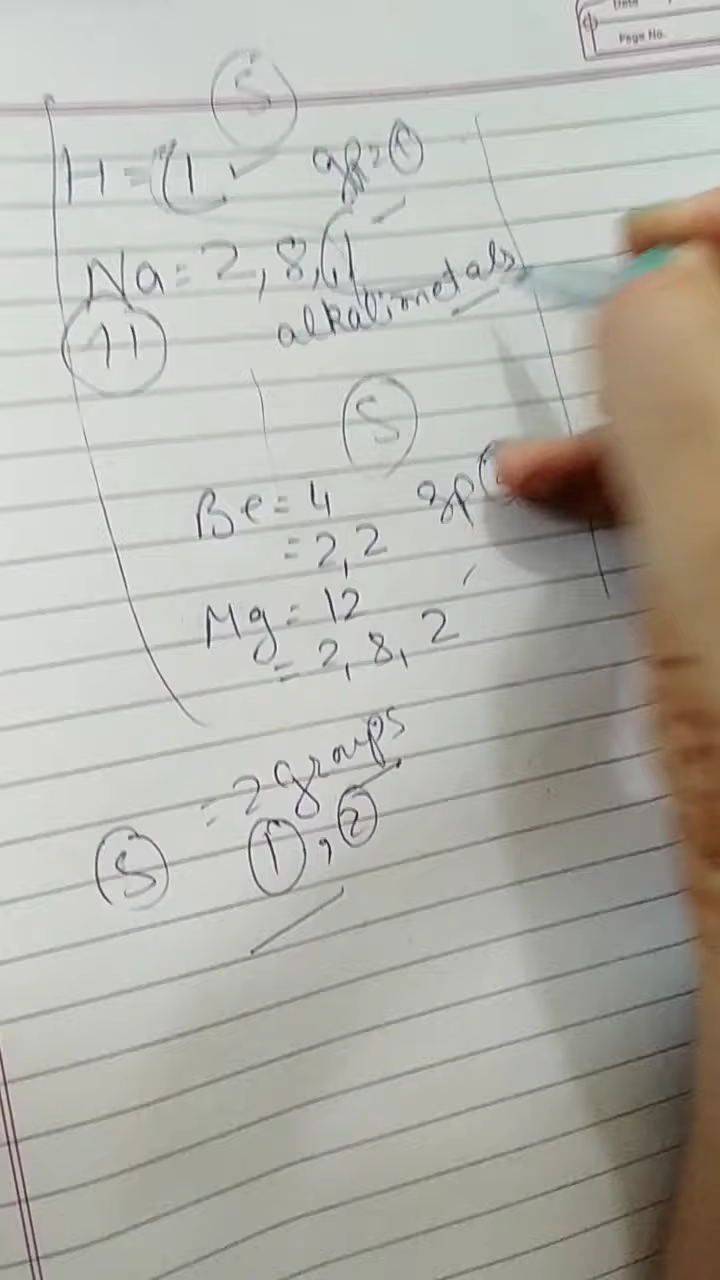 Page No.
S
H = 1 gp = 1
Na = 2, 8, 1
11 alkali metals
S
Be = 4 gp
= 2, 2
Mg = 12
= 2, 8, 2
= 2 groups
S 1, 2